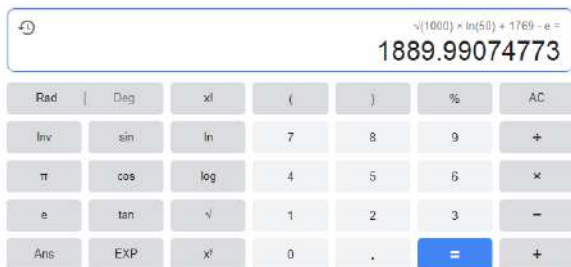 √(1000) × ln(50) + 1769 - e =
1889.99074773
Rad | Deg x! ( ) % AC
Inv sin ln 7 8 9 ÷
π cos log 4 5 6 ×
e tan √ 1 2 3 −
Ans EXP xʸ 0 . = +